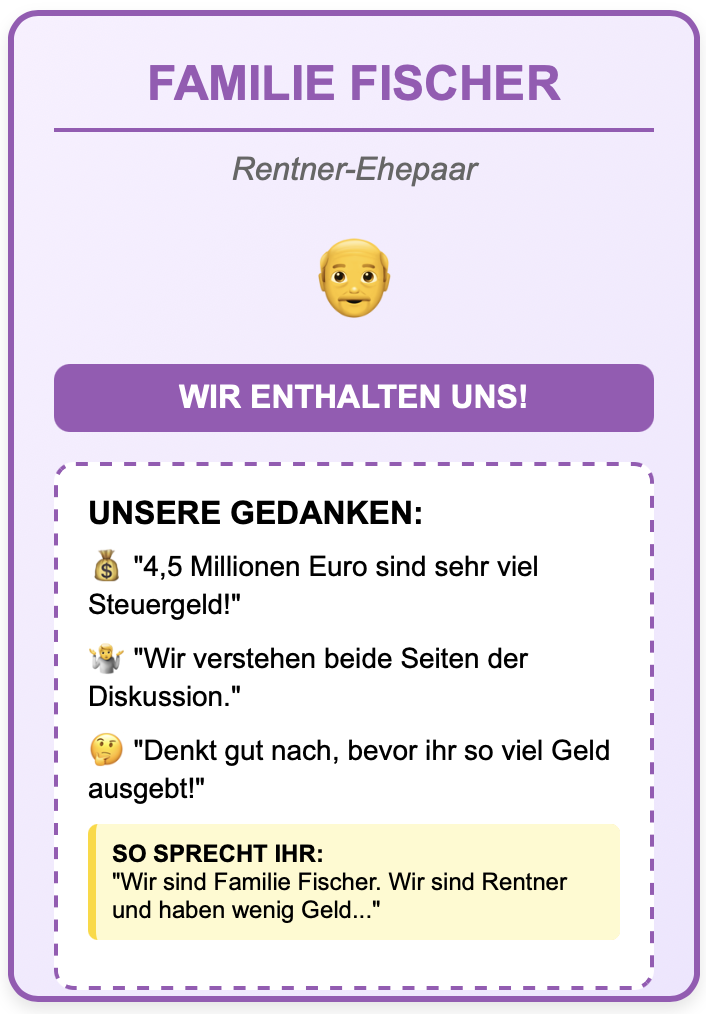 FAMILIE FISCHER
Rentner-Ehepaar
WIR ENTHALTEN UNS!
UNSERE GEDANKEN:
"4,5 Millionen Euro sind sehr viel
Steuergeld!"
"Wir verstehen beide Seiten der
Diskussion."
"Denkt gut nach, bevor ihr so viel Geld
ausgebt!"
SO SPRECHT IHR:
"Wir sind Familie Fischer. Wir sind Rentner
und haben wenig Geld..."